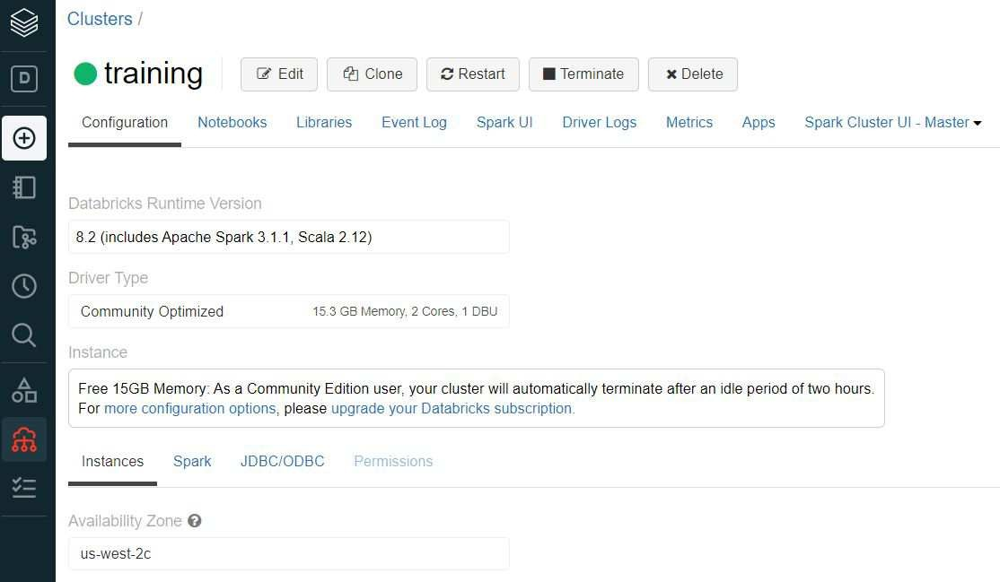 Clusters /
D
training
Edit Clone Restart Terminate Delete
Configuration Notebooks Libraries Event Log Spark UI Driver Logs Metrics Apps Spark Cluster UI - Master
Databricks Runtime Version
8.2 (includes Apache Spark 3.1.1, Scala 2.12)
Driver Type
Community Optimized 15.3 GB Memory, 2 Cores, 1 DBU
Instance
Free 15GB Memory: As a Community Edition user, your cluster will automatically terminate after an idle period of two hours.
For more configuration options, please upgrade your Databricks subscription.
Instances Spark JDBC/ODBC Permissions
Availability Zone ?
us-west-2c